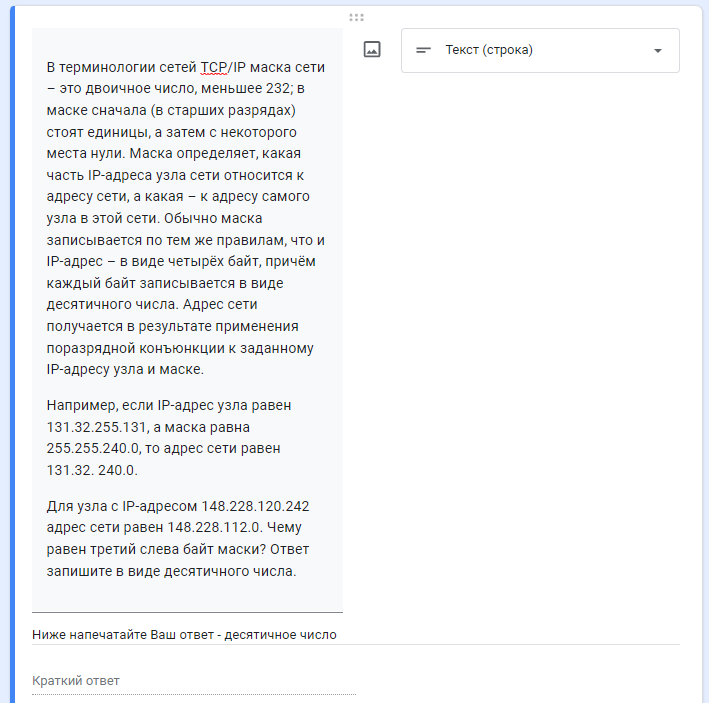 В терминологии сетей TCP/IP маска сети
– это двоичное число, меньшее 232; в
маске сначала (в старших разрядах)
стоят единицы, а затем с некоторого
места нули. Маска определяет, какая
часть IP-адреса узла сети относится к
адресу сети, а какая – к адресу самого
узла в этой сети. Обычно маска
записывается по тем же правилам, что и
IP-адрес – в виде четырёх байт, причём
каждый байт записывается в виде
десятичного числа. Адрес сети
получается в результате применения
поразрядной конъюнкции к заданному
IP-адресу узла и маске.
Например, если IP-адрес узла равен
131.32.255.131, а маска равна
255.255.240.0, то адрес сети равен
131.32. 240.0.
Для узла с IP-адресом 148.228.120.242
адрес сети равен 148.228.112.0. Чему
равен третий слева байт маски? Ответ
запишите в виде десятичного числа.
Текст (строка)
Ниже напечатайте Ваш ответ - десятичное число
Краткий ответ